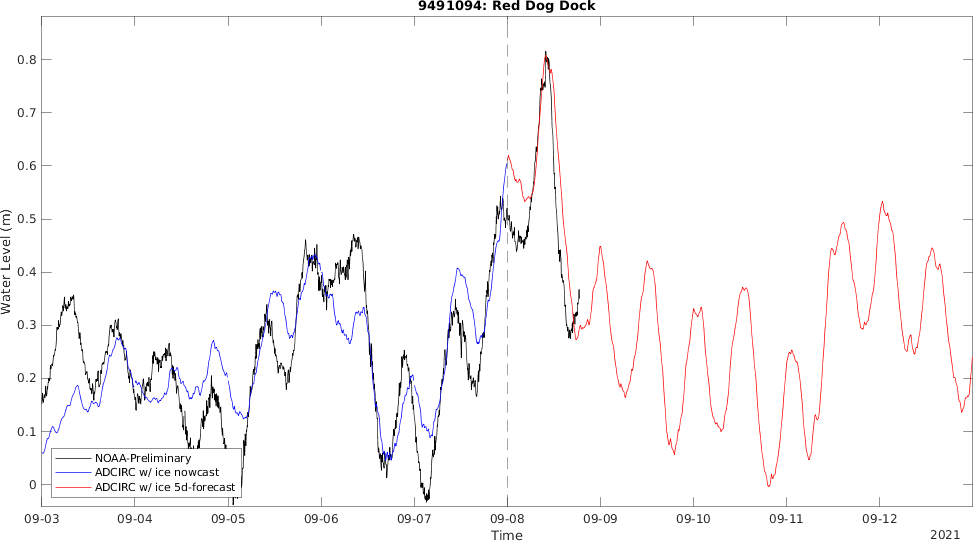 9491094: Red Dog Dock
Water Level (m)
0.8
0.7
0.6
0.5
0.4
0.3
0.2
0.1
0
NOAA-Preliminary
ADCIRC w/ ice nowcast
ADCIRC w/ ice 5d-forecast
09-03 09-04 09-05 09-06 09-07 09-08 09-09 09-10 09-11 09-12
Time
2021